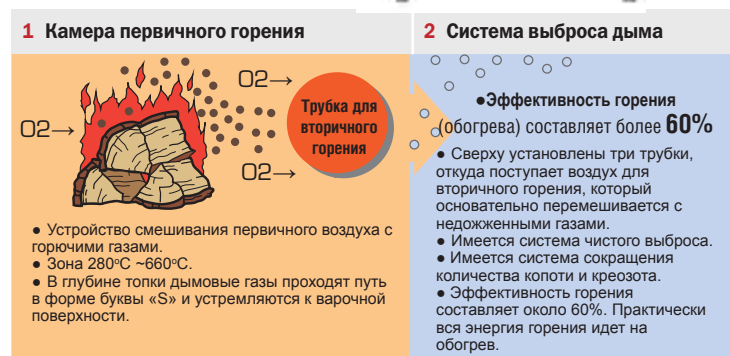 1 Камера первичного горения
O2→
O2→
O2→
Трубка для
вторичного
горения
● Устройство смешивания первичного воздуха с
горючими газами.
● Зона 280°С ~660°С.
● В глубине топки дымовые газы проходят путь
в форме буквы «S» и устремляются к варочной
поверхности.
2 Система выброса дыма
●Эффективность горения
(обогрева) составляет более 60%
● Сверху установлены три трубки,
откуда поступает воздух для
вторичного горения, который
основательно перемешивается с
недожженными газами.
● Имеется система чистого выброса.
● Имеется система сокращения
количества копоти и креозота.
● Эффективность горения
составляет около 60%. Практически
вся энергия горения идет на
обогрев.